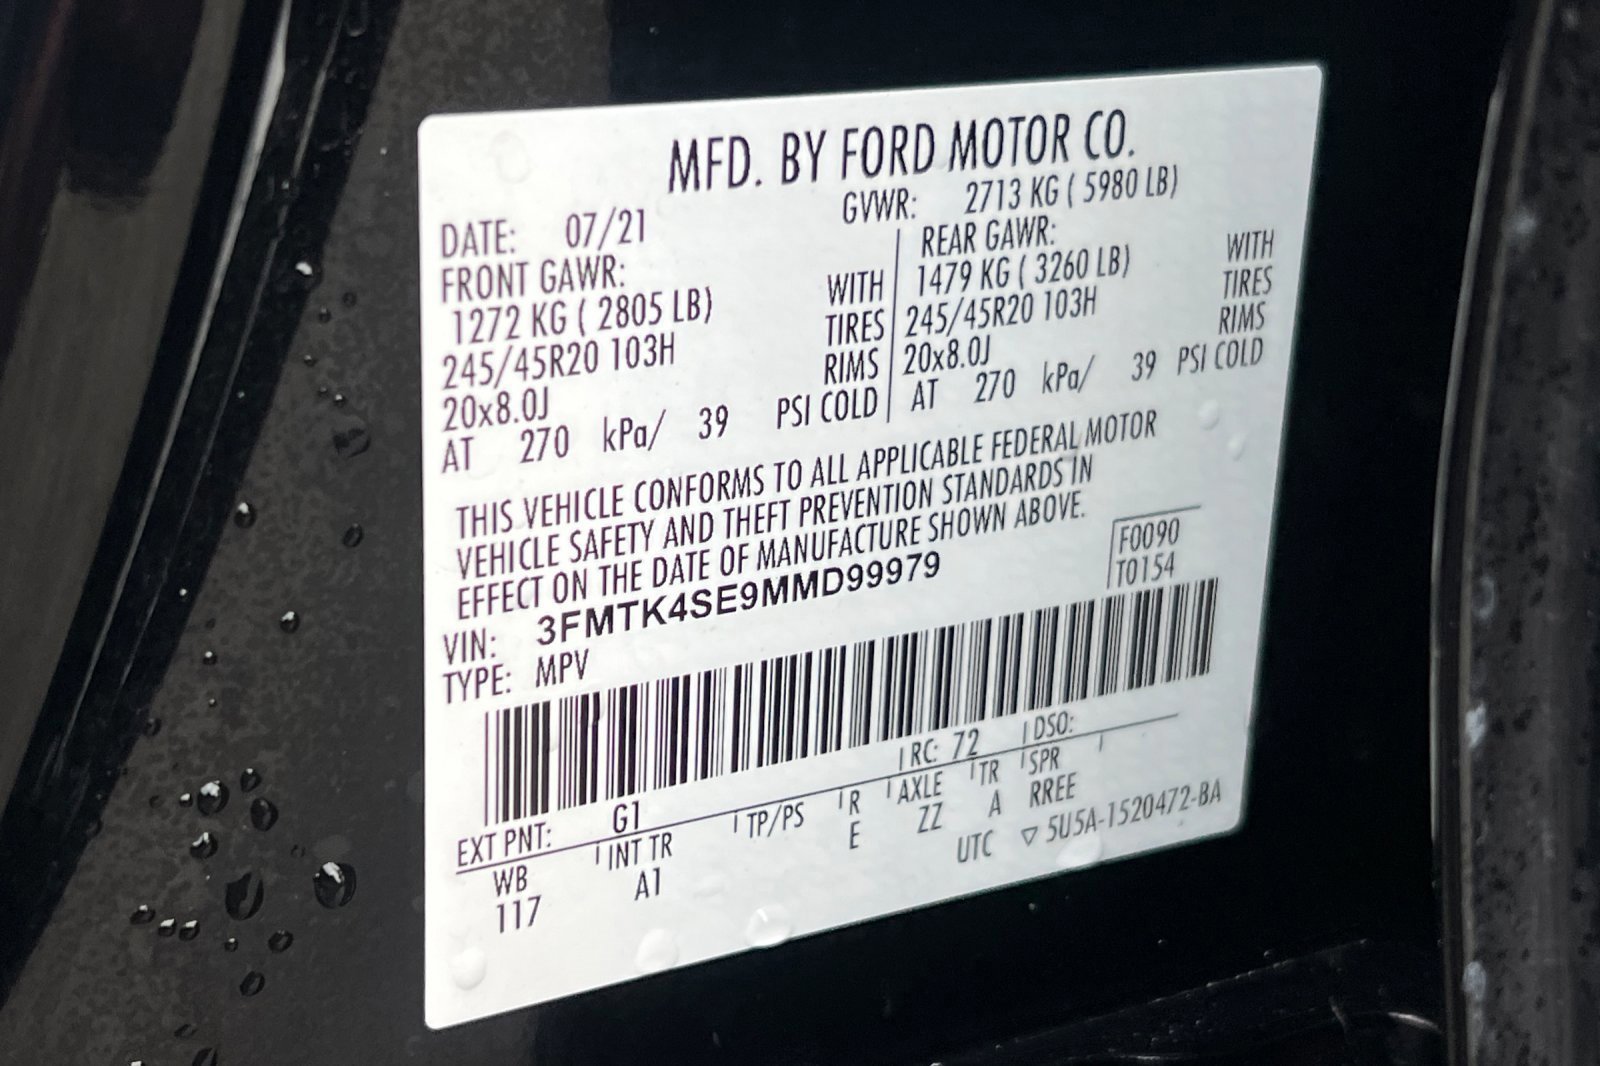 MFD. BY FORD MOTOR CO.
DATE: 07/21 GVWR: 2713 KG ( 5980 LB)
FRONT GAWR:
1272 KG ( 2805 LB) WITH
245/45R20 103H TIRES
20x8.0J RIMS
AT 270 kPa/ 39 PSI COLD
REAR GAWR:
1479 KG ( 3260 LB) WITH
245/45R20 103H TIRES
20x8.0J RIMS
AT 270 kPa/ 39 PSI COLD
THIS VEHICLE CONFORMS TO ALL APPLICABLE FEDERAL MOTOR
VEHICLE SAFETY AND THEFT PREVENTION STANDARDS IN
EFFECT ON THE DATE OF MANUFACTURE SHOWN ABOVE.
F0090
T0154
VIN: 3FMTK4SE9MMD99979
TYPE: MPV
EXT PNT: G1 RC: 72 DSO:
WB INT TR TP/PS R AXLE TR SPR
117 A1 E ZZ A RREE
UTC ▽ 5U5A-1520472-BA